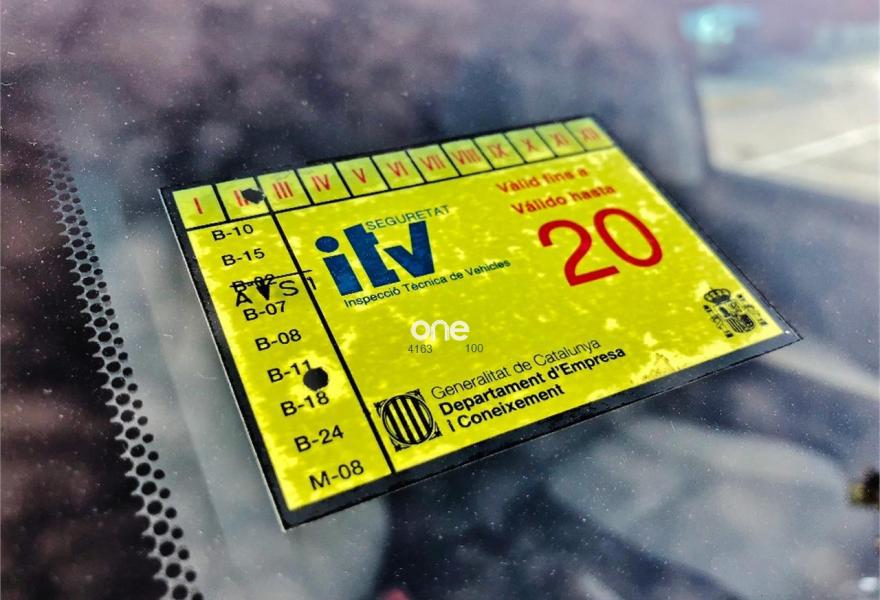 I II III IV V VI VII VIII IX X XI XII
Vàlid fins a
Válido hasta
20
SEGURETAT
itv
Inspecció Tècnica de Vehicles
B-10
B-15
B-02
AVS1
B-07
B-08
B-11
B-18
B-24
M-08
one
4163 100
Generalitat de Catalunya
Departament d'Empresa
i Coneixement